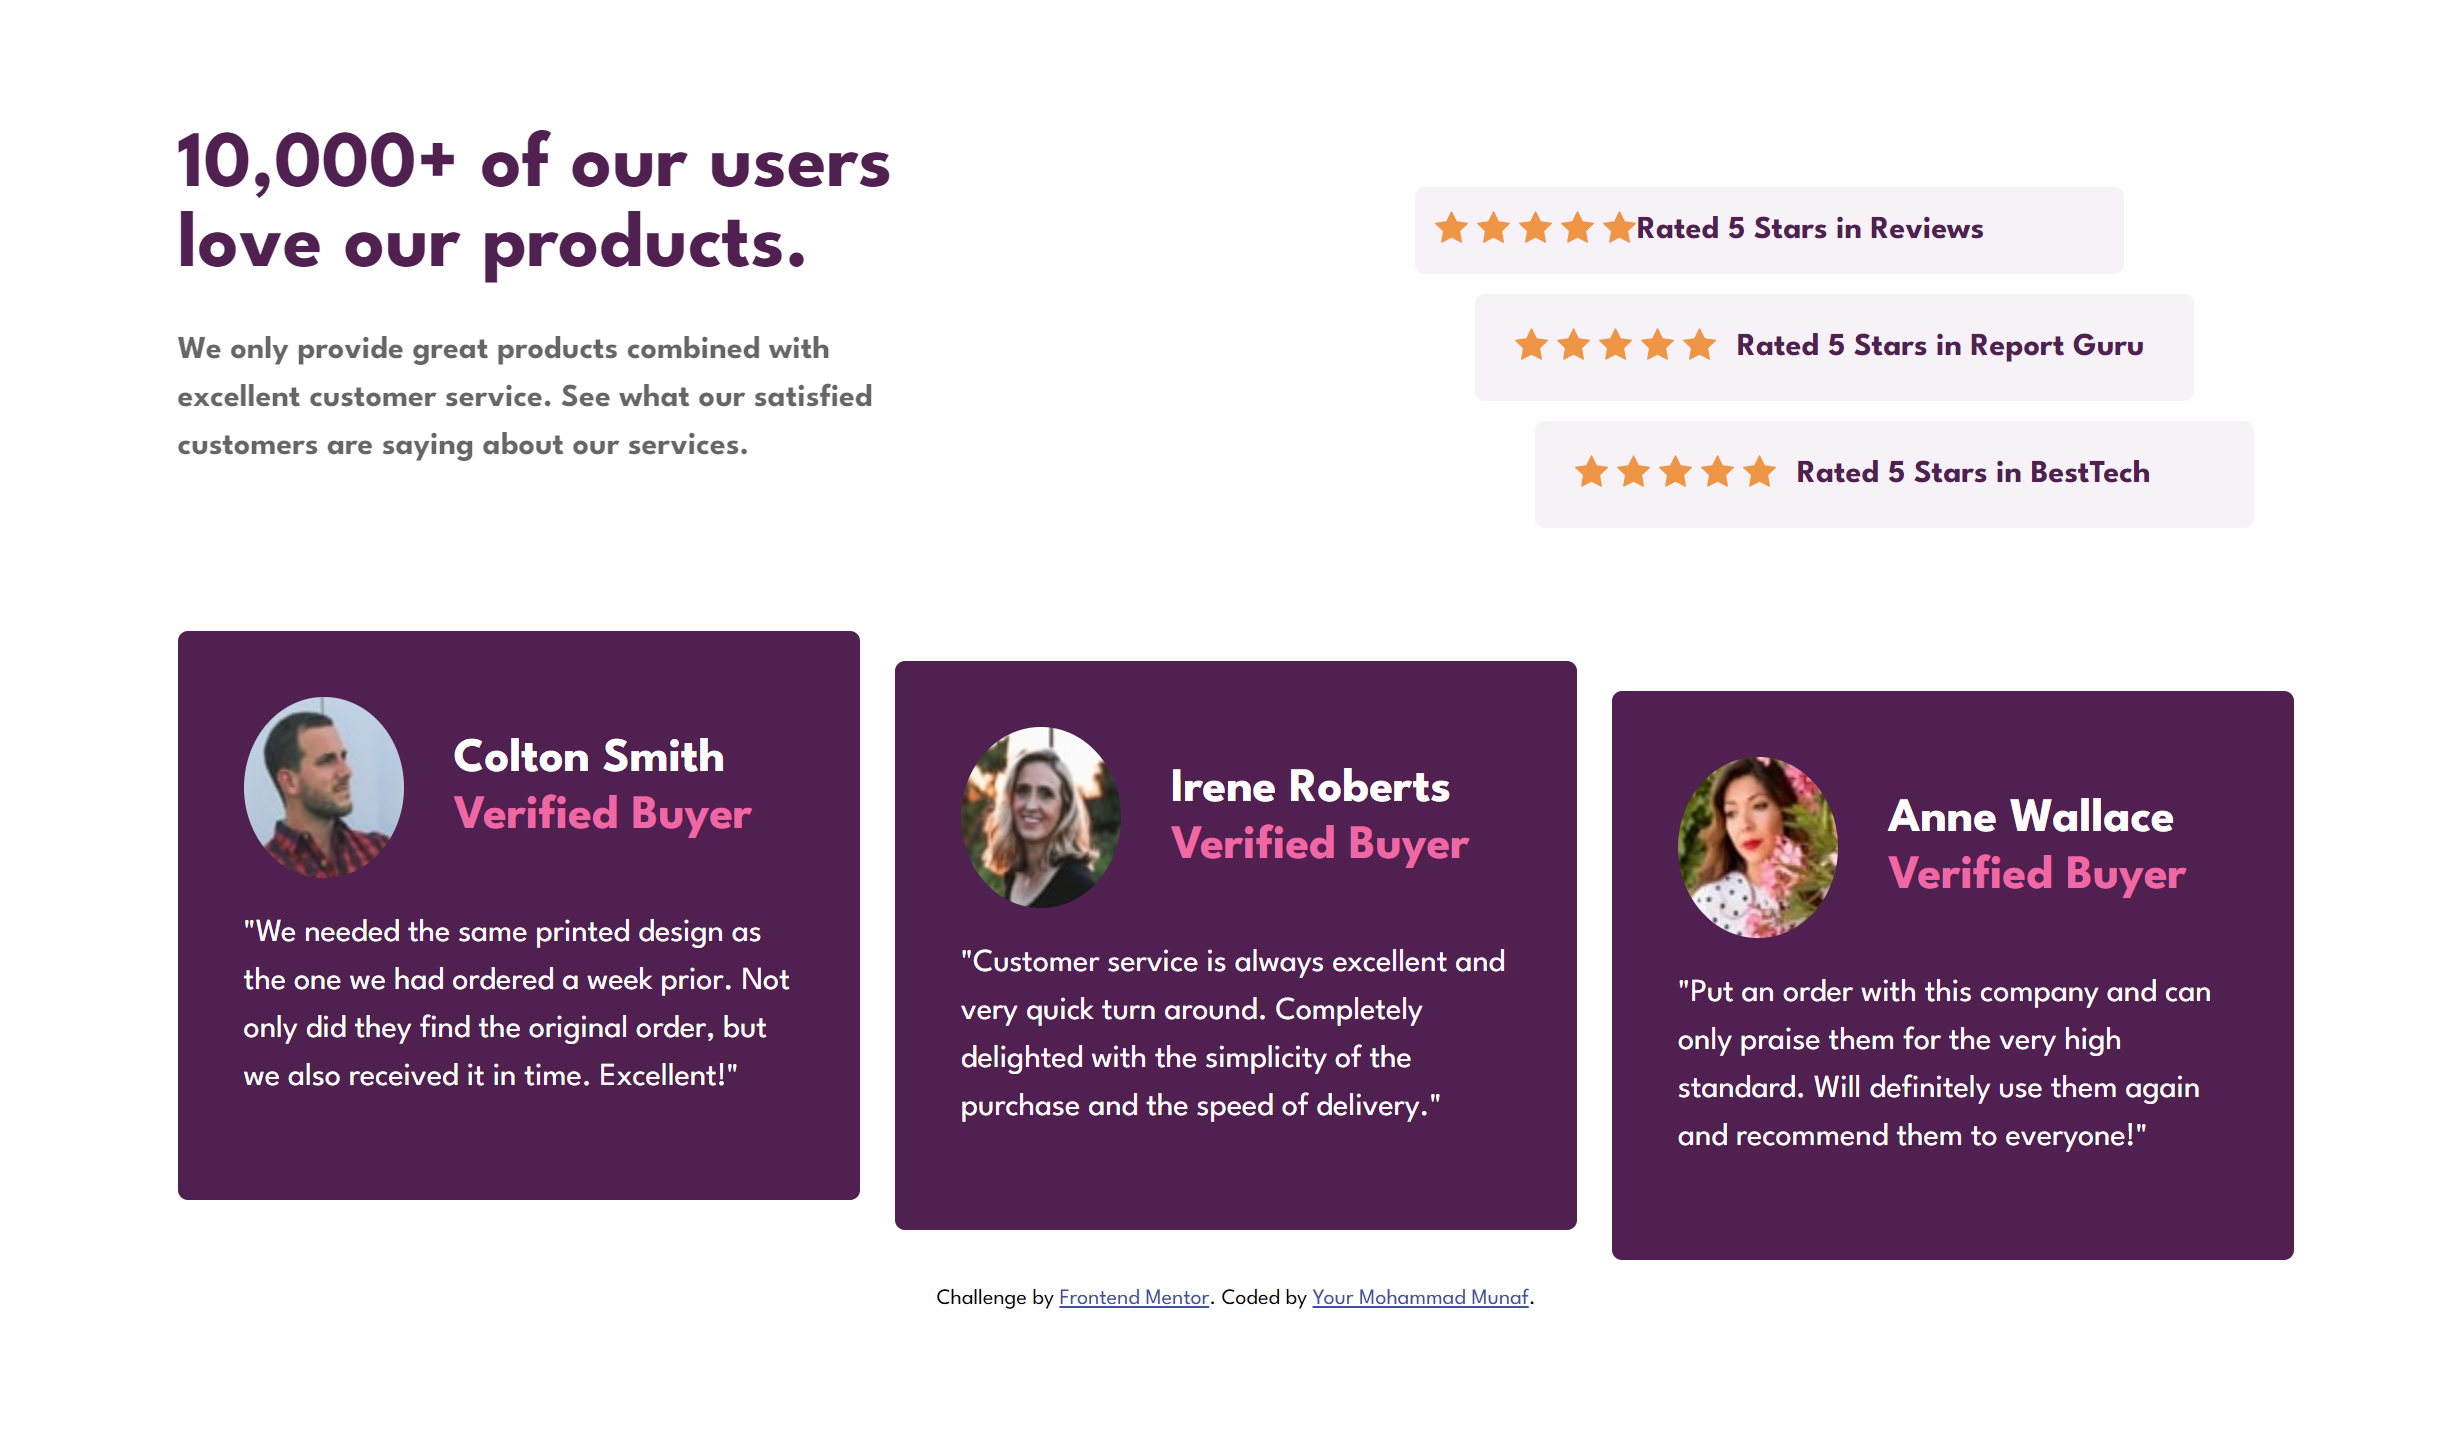 10,000+ of our users
love our products.
We only provide great products combined with
excellent customer service. See what our satisfied
customers are saying about our services.
Rated 5 Stars in Reviews
Rated 5 Stars in Report Guru
Rated 5 Stars in BestTech
Colton Smith
Verified Buyer
"We needed the same printed design as
the one we had ordered a week prior. Not
only did they find the original order, but
we also received it in time. Excellent!"
Irene Roberts
Verified Buyer
"Customer service is always excellent and
very quick turn around. Completely
delighted with the simplicity of the
purchase and the speed of delivery."
Anne Wallace
Verified Buyer
"Put an order with this company and can
only praise them for the very high
standard. Will definitely use them again
and recommend them to everyone!"
Challenge by Frontend Mentor. Coded by Your Mohammad Munaf.